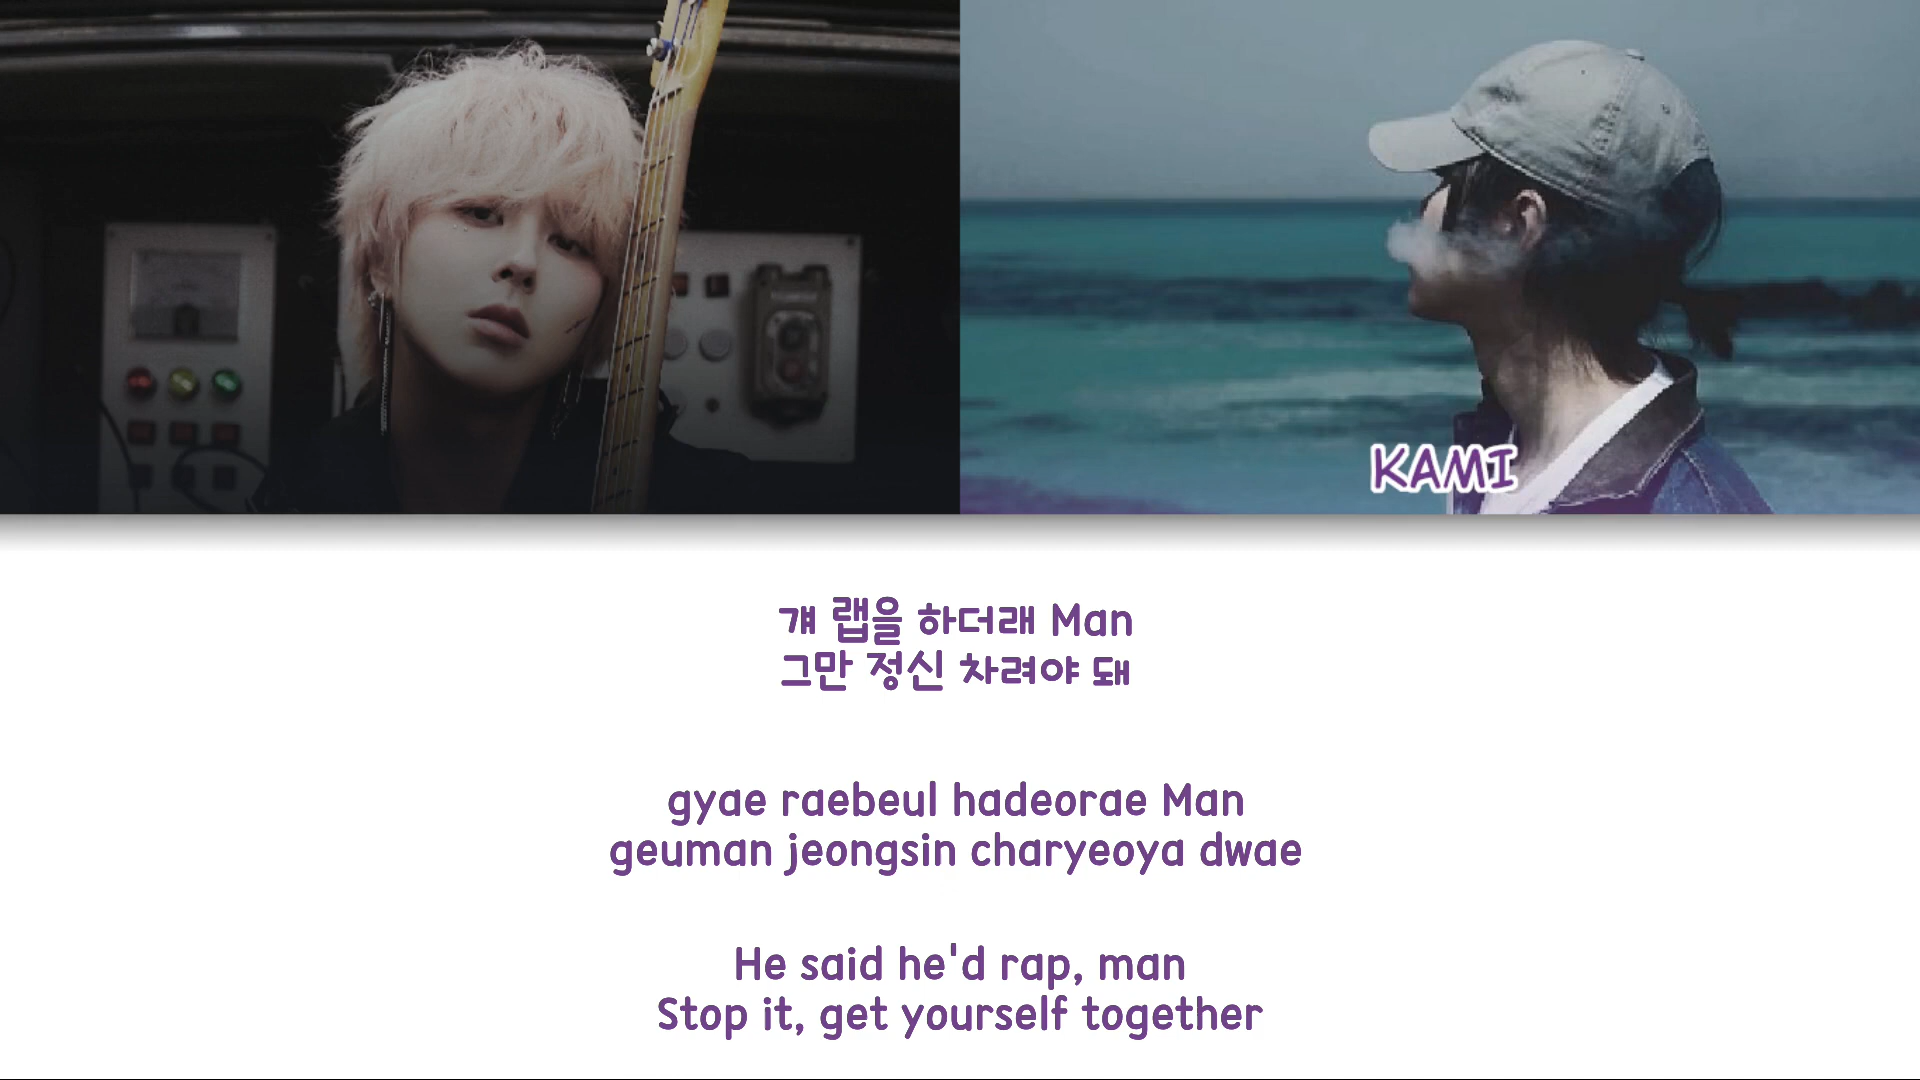 KAMI
걔 랩을 하더래 Man
그만 정신 차려야 돼
gyae raebeul hadeorae Man
geuman jeongsin charyeoya dwae
He said he'd rap, man
Stop it, get yourself together